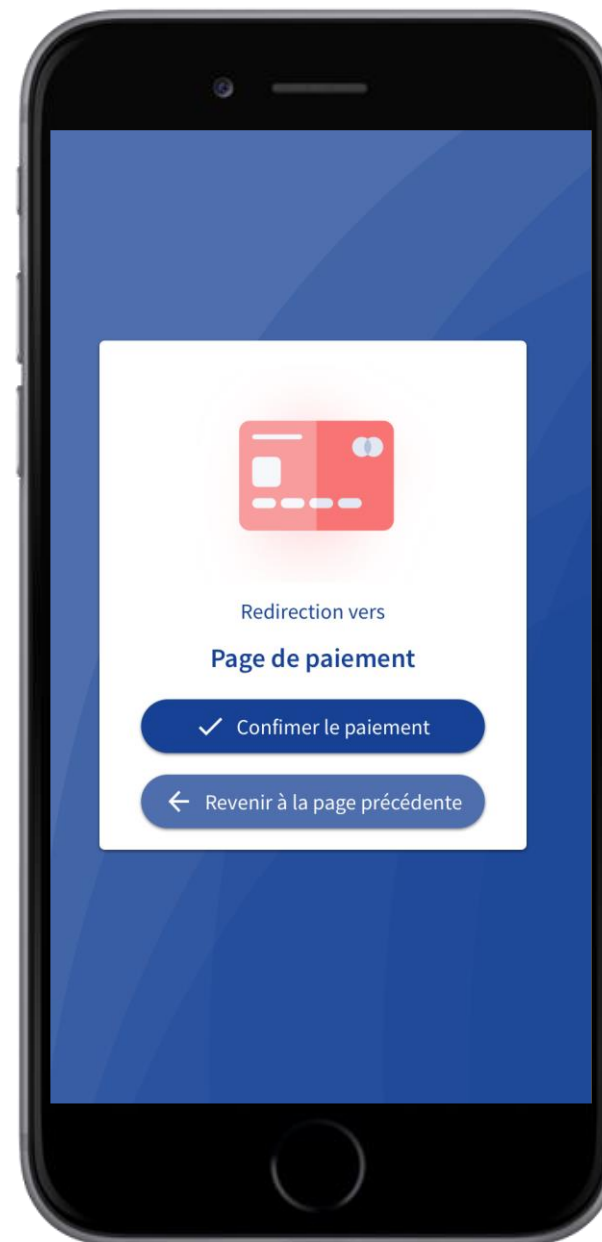 Redirection vers
Page de paiement
Confimer le paiement
Revenir à la page précédente